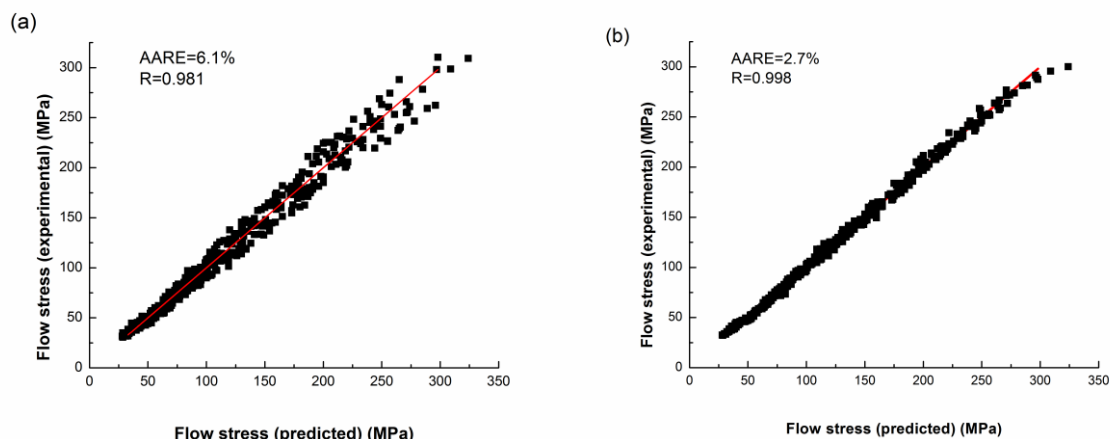 (a)
AARE=6.1%
R=0.981
Flow stress (experimental) (MPa)
300
250
200
150
100
50
0
0 50 100 150 200 250 300 350
Flow stress (predicted) (MPa)
(b)
AARE=2.7%
R=0.998
Flow stress (experimental) (MPa)
300
250
200
150
100
50
0
0 50 100 150 200 250 300 350
Flow stress (predicted) (MPa)